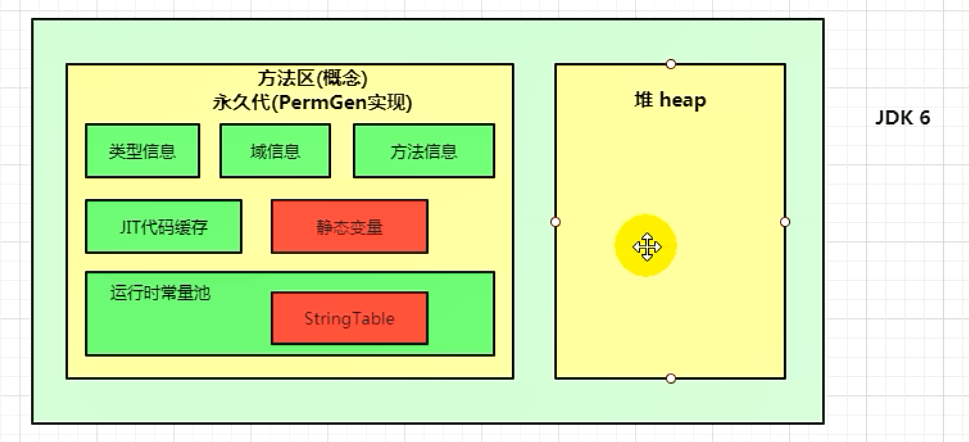 方法区(概念)
永久代(PermGen实现)
类型信息
域信息
方法信息
JIT代码缓存
静态变量
运行时常量池
StringTable
堆 heap
JDK 6